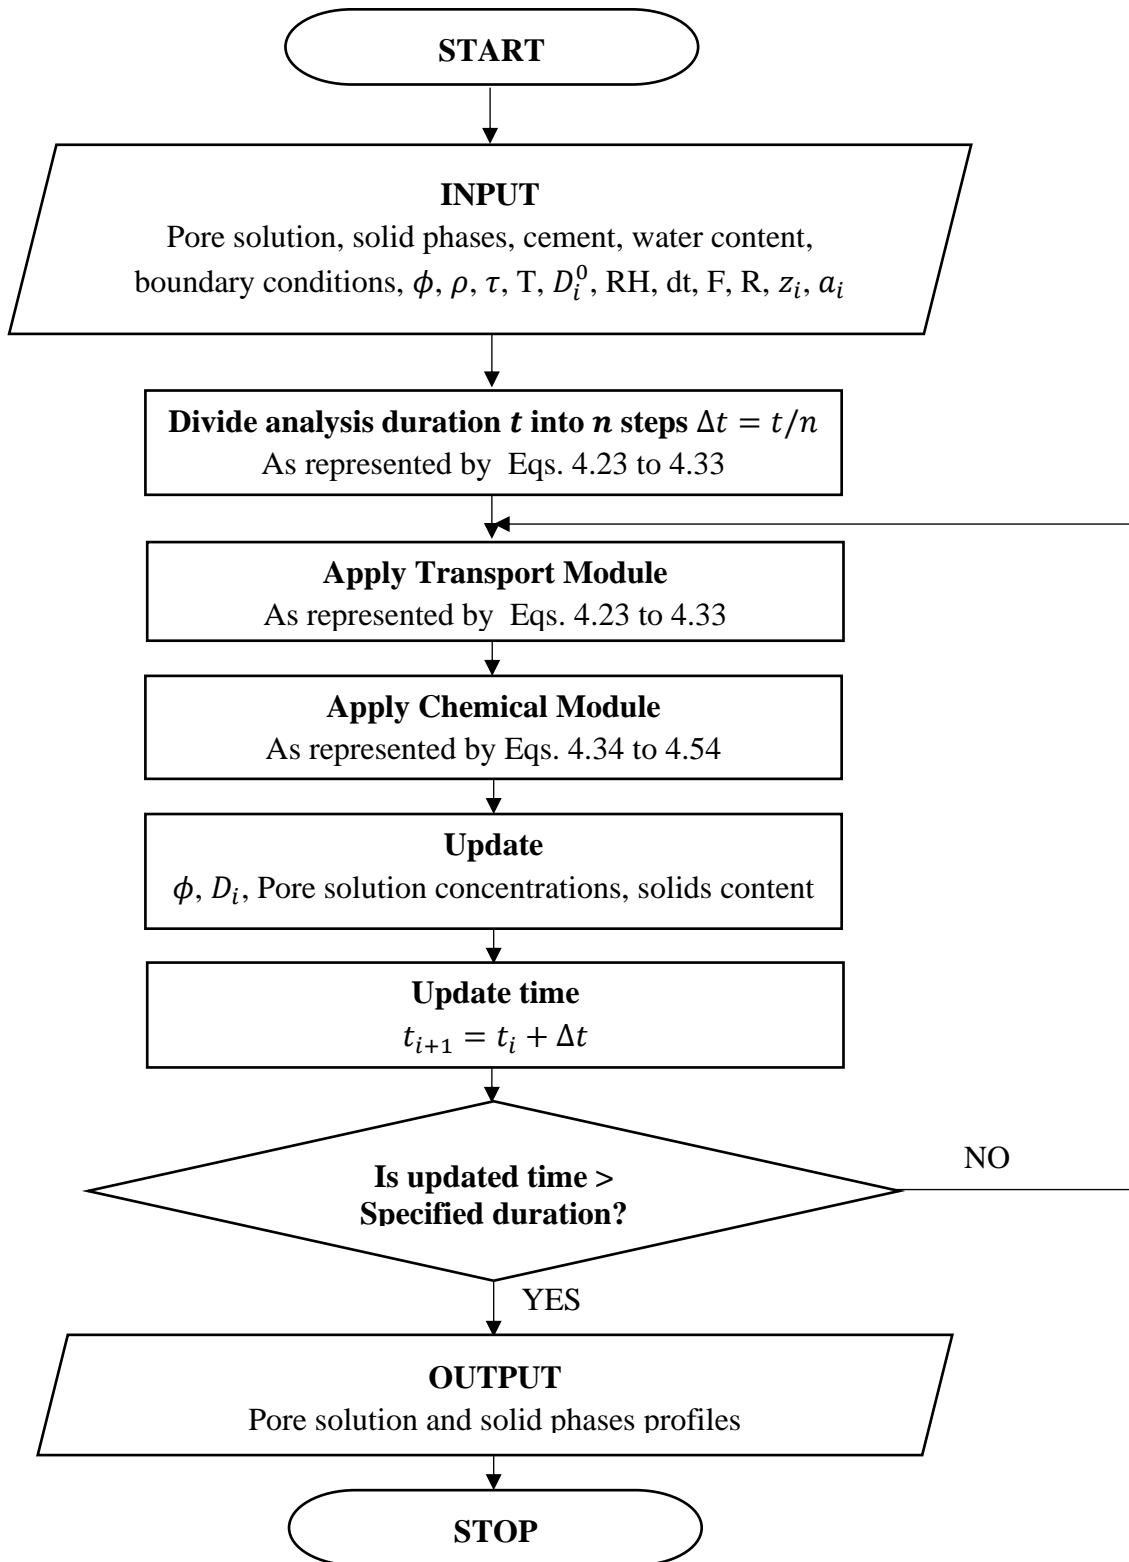 START
INPUT
Pore solution, solid phases, cement, water content,
boundary conditions, ϕ, ρ, τ, T, D_i^0, RH, dt, F, R, z_i, a_i
Divide analysis duration t into n steps Δt = t/n
As represented by Eqs. 4.23 to 4.33
Apply Transport Module
As represented by Eqs. 4.23 to 4.33
Apply Chemical Module
As represented by Eqs. 4.34 to 4.54
Update
ϕ, D_i, Pore solution concentrations, solids content
Update time
t_{i+1} = t_i + Δt
NO
Is updated time >
Specified duration?
YES
OUTPUT
Pore solution and solid phases profiles
STOP